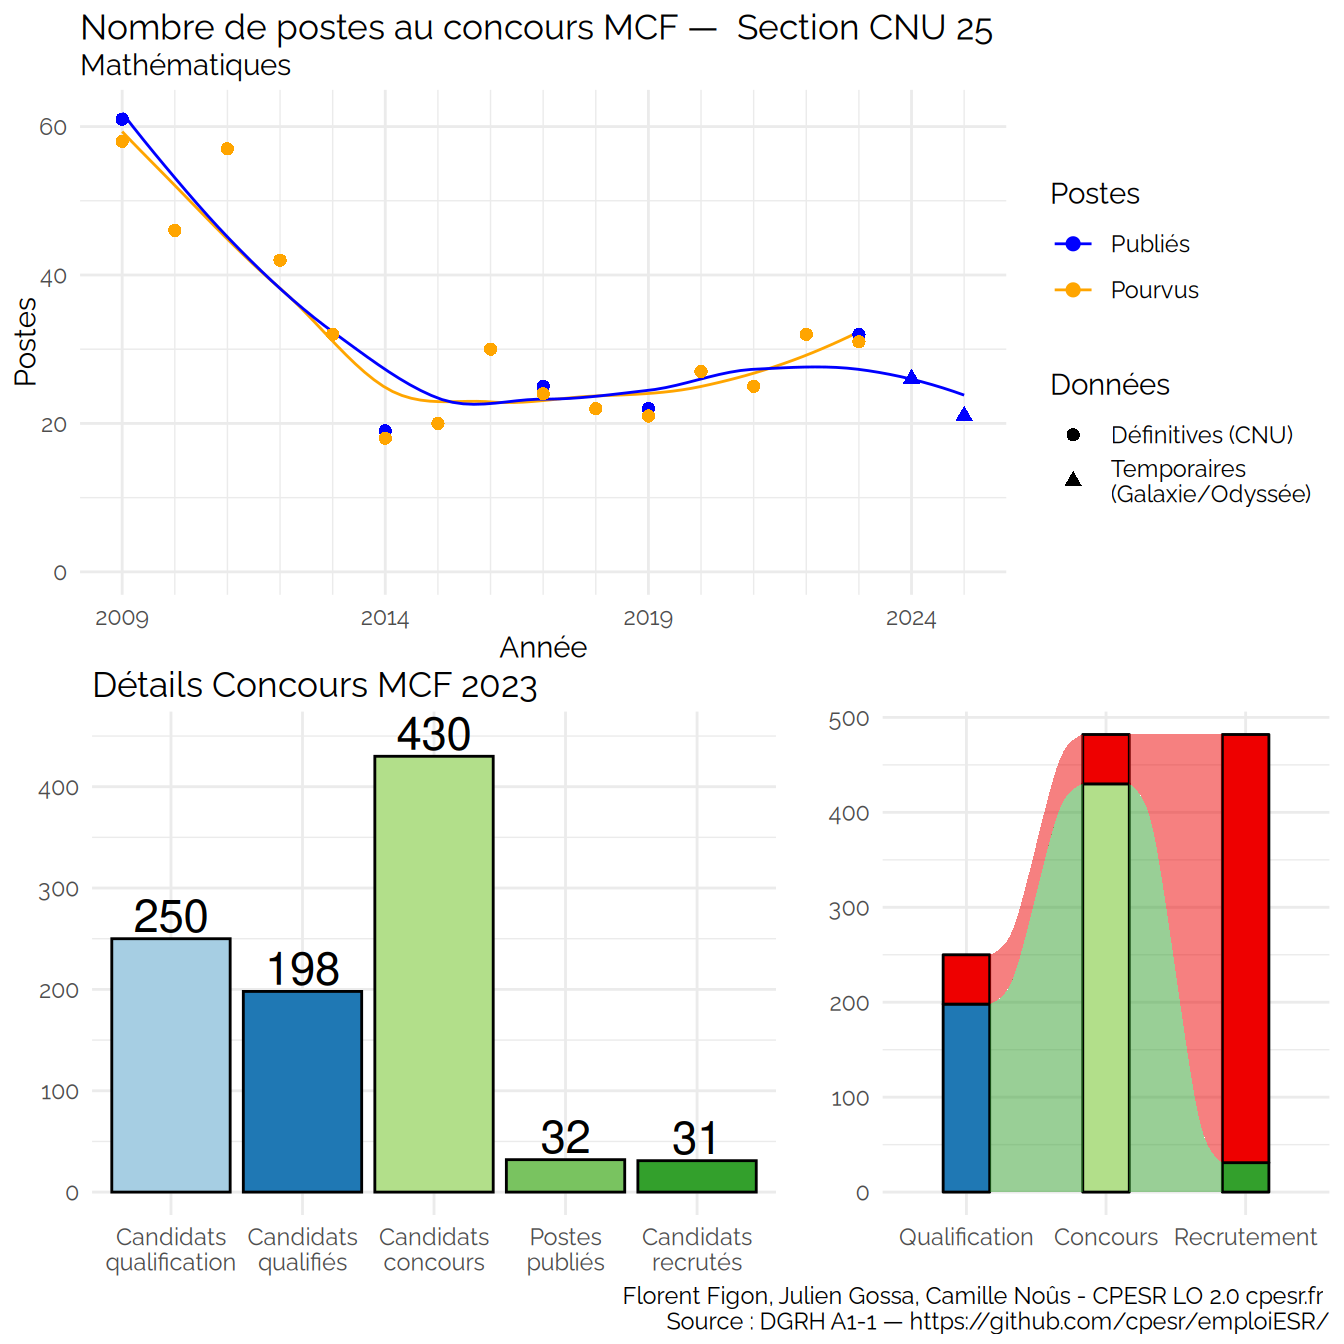 Nombre de postes au concours MCF —  Section CNU 25
Mathématiques
Postes
60
40
20
0
2009
2014
2019
2024
Année
Postes
Publiés
Pourvus
Données
Définitives (CNU)
Temporaires
(Galaxie/Odyssée)
Détails Concours MCF 2023
400
300
200
100
0
250
198
430
32
31
Candidats
qualification
Candidats
qualifiés
Candidats
concours
Postes
publiés
Candidats
recrutés
500
400
300
200
100
0
Qualification
Concours
Recrutement
Florent Figon, Julien Gossa, Camille Noûs - CPESR LO 2.0 cpesr.fr
Source : DGRH A1-1 — https://github.com/cpesr/emploiESR/